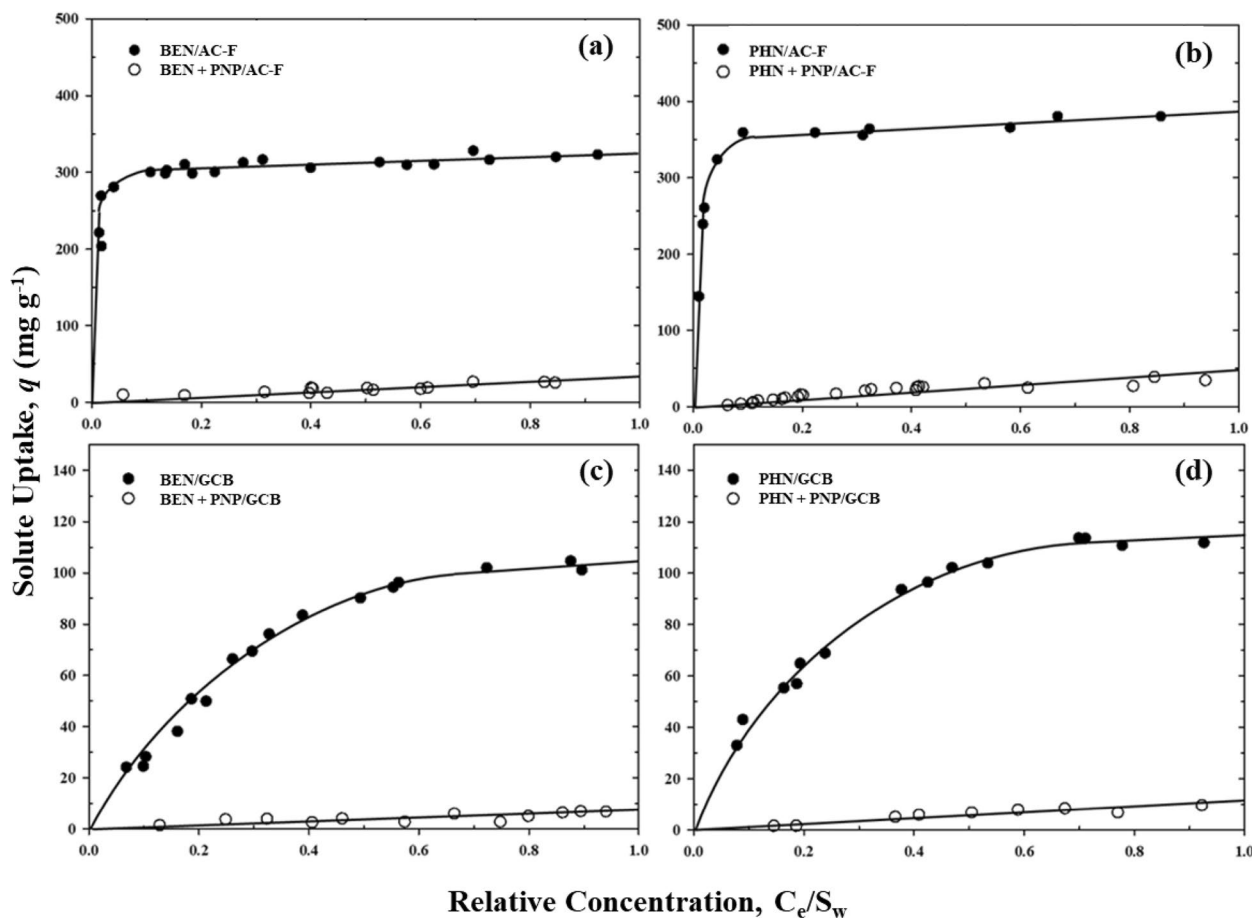 500
400
300
200
100
0
0.0 0.2 0.4 0.6 0.8 1.0
BEN/AC-F
BEN + PNP/AC-F
(a)
500
400
300
200
100
0
0.0 0.2 0.4 0.6 0.8 1.0
PHN/AC-F
PHN + PNP/AC-F
(b)
140
120
100
80
60
40
20
0
0.0 0.2 0.4 0.6 0.8 1.0
BEN/GCB
BEN + PNP/GCB
(c)
140
120
100
80
60
40
20
0
0.0 0.2 0.4 0.6 0.8 1.0
PHN/GCB
PHN + PNP/GCB
(d)
Solute Uptake, q (mg g⁻¹)
Relative Concentration, Cₑ/S_w